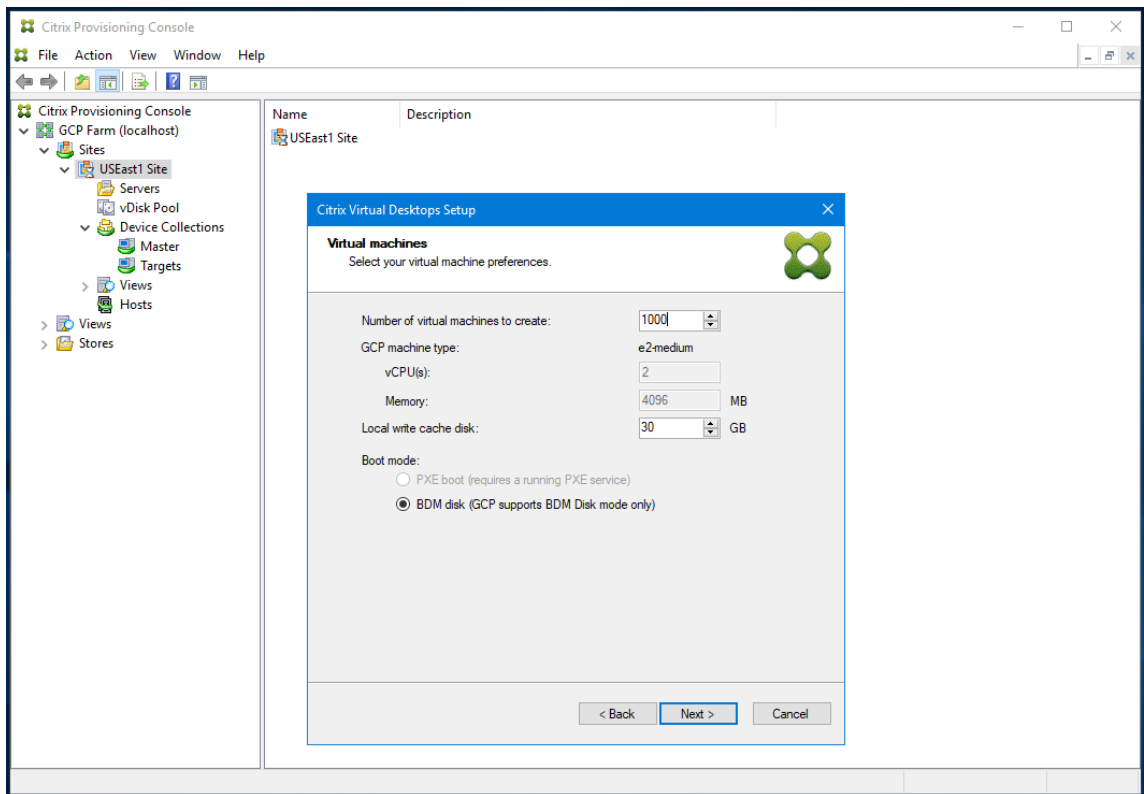 Citrix Provisioning Console
File Action View Window Help
Citrix Provisioning Console
GCP Farm (localhost)
Sites
USEast1 Site
Servers
vDisk Pool
Device Collections
Master
Targets
Views
Hosts
Views
Stores
Name Description
USEast1 Site
Citrix Virtual Desktops Setup
Virtual machines
Select your virtual machine preferences.
Number of virtual machines to create: 1000
GCP machine type: e2-medium
vCPU(s): 2
Memory: 4096 MB
Local write cache disk: 30 GB
Boot mode:
PXE boot (requires a running PXE service)
BDM disk (GCP supports BDM Disk mode only)
< Back Next > Cancel